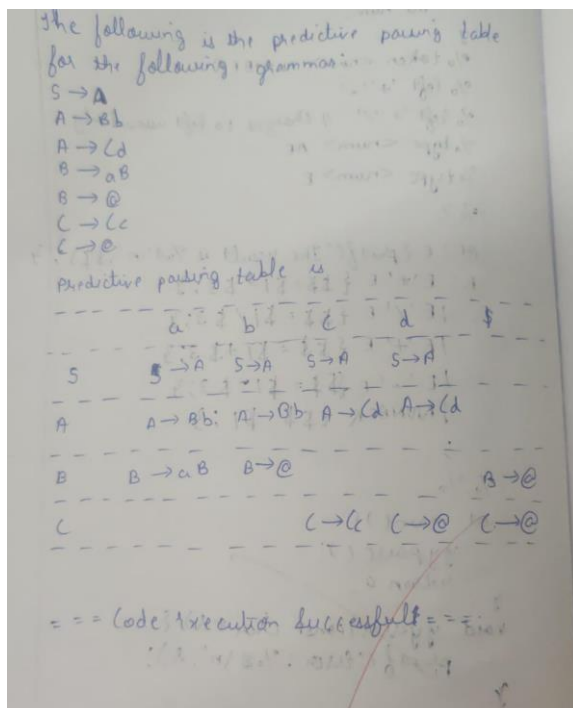 The following is the predictive parsing table
for the following grammar:
S → A
A → Bb
A → Cd
B → aB
B → @
C → Cc
C → @
predictive parsing table is
a b c d $
S S → A S → A S → A S → A
A A → Bb A → Bb A → Cd A → Cd
B B → aB B → @ B → @
C C → Cc C → @ C → @
= = = Code Execution Successful = = =